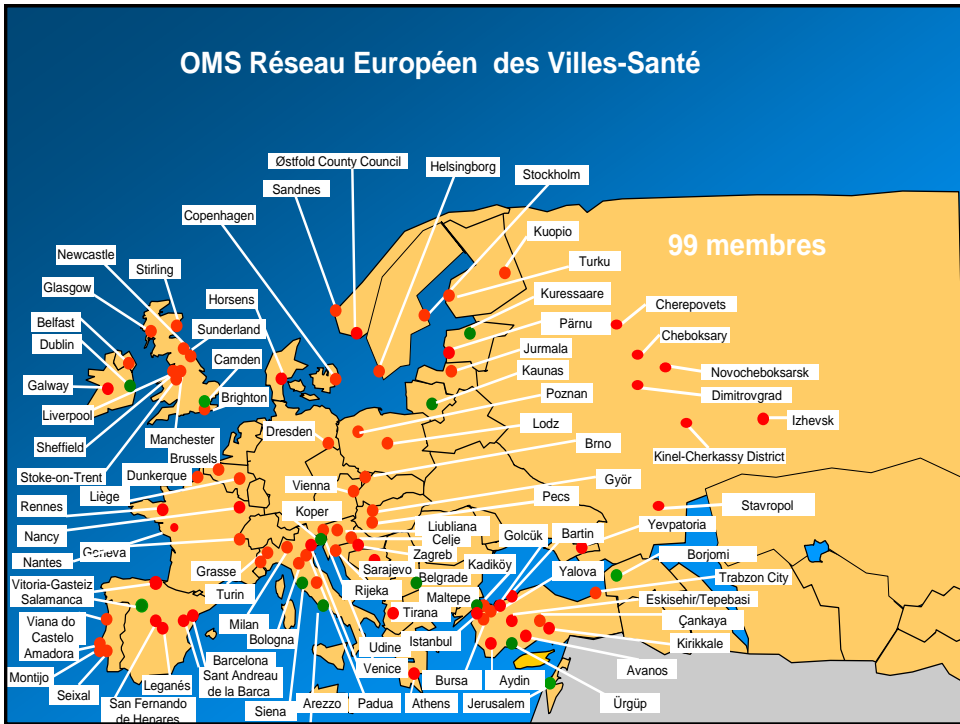 OMS Réseau Européen des Villes-Santé
99 membres
Østfold County Council
Helsingborg
Stockholm
Sandnes
Copenhagen
Kuopio
Newcastle
Stirling
Turku
Glasgow
Horsens
Kuressaare
Cherepovets
Belfast
Sunderland
Pärnu
Cheboksary
Dublin
Camden
Jurmala
Galway
Kaunas
Novocheboksarsk
Liverpool
Brighton
Poznan
Dimitrovgrad
Sheffield
Manchester
Dresden
Lodz
Izhevsk
Stoke-on-Trent
Brussels
Brno
Kinel-Cherkassy District
Dunkerque
Liège
Vienna
Györ
Rennes
Koper
Pecs
Stavropol
Nancy
Liubliana
Golcük
Bartin
Yevpatoria
Nantes
Geneva
Celje
Zagreb
Kadiköy
Borjomi
Grasse
Sarajevo
Yalova
Vitoria-Gasteiz
Turin
Rijeka
Belgrade
Trabzon City
Salamanca
Milan
Maltepe
Eskisehir/Tepebasi
Viana do
Castelo
Bologna
Tirana
Çankaya
Amadora
Udine
Istanbul
Kirikkale
Montijo
Barcelona
Sant Andreau
de la Barca
Venice
Bursa
Aydin
Avanos
Seixal
Leganés
San Fernando
de Henares
Siena
Arezzo
Padua
Athens
Jerusalem
Ürgüp